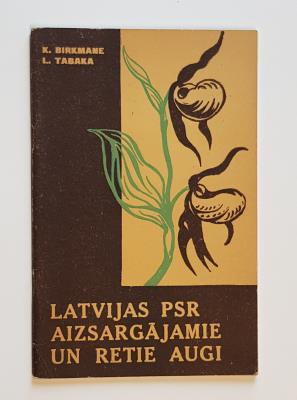 K. BIRKMANE
L. TABAKA
LATVIJAS PSR
AIZSARGĀJAMIE
UN RETIE AUGI